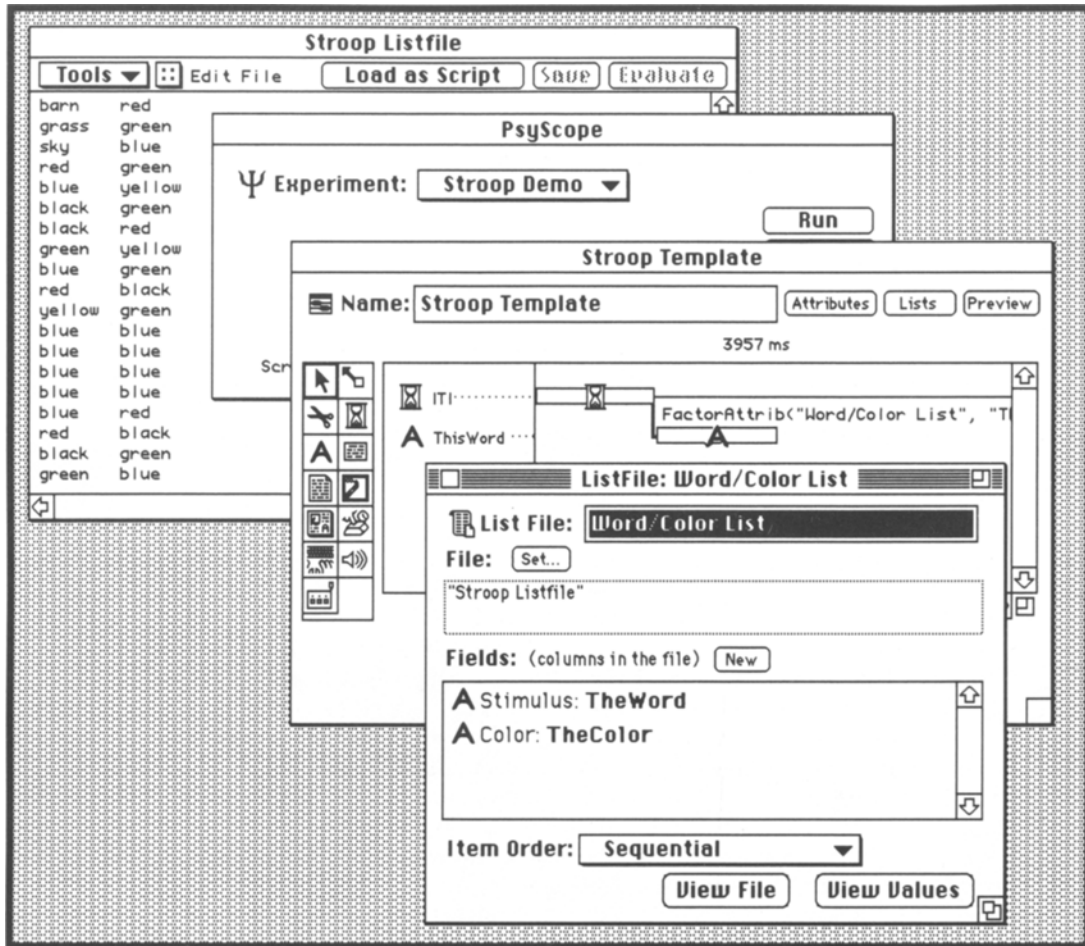 Stroop Listfile
Tools Edit File Load as Script Save Evaluate
barn red
grass green
sky blue
red green
blue yellow
black green
black red
green yellow
blue green
red black
yellow green
blue blue
blue blue
blue blue
blue blue
blue red
red black
black green
green blue
PsyScope
Ψ Experiment: Stroop Demo
Run
Scr
Stroop Template
Name: Stroop Template Attributes Lists Preview
3957 ms
ITI
FactorAttrib("Word/Color List", "Th
A ThisWord A
A
ListFile: Word/Color List
List File: Word/Color List
File: Set...
"Stroop Listfile"
Fields: (columns in the file) New
A Stimulus: TheWord
A Color: TheColor
Item Order: Sequential
View File View Values